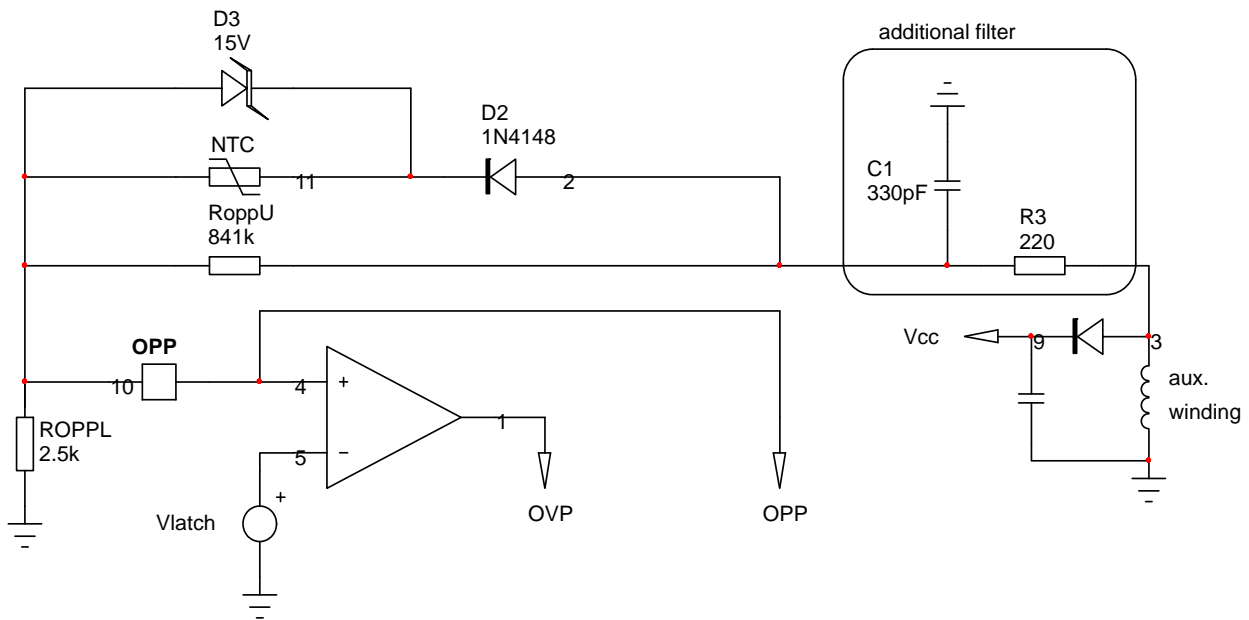 D3
15V
additional filter
D2
1N4148
NTC
11
2
C1
330pF
RoppU
841k
R3
220
OPP
Vcc
9
3
10
4
+
aux.
winding
ROPPL
2.5k
1
5
−
+
Vlatch
OVP
OPP